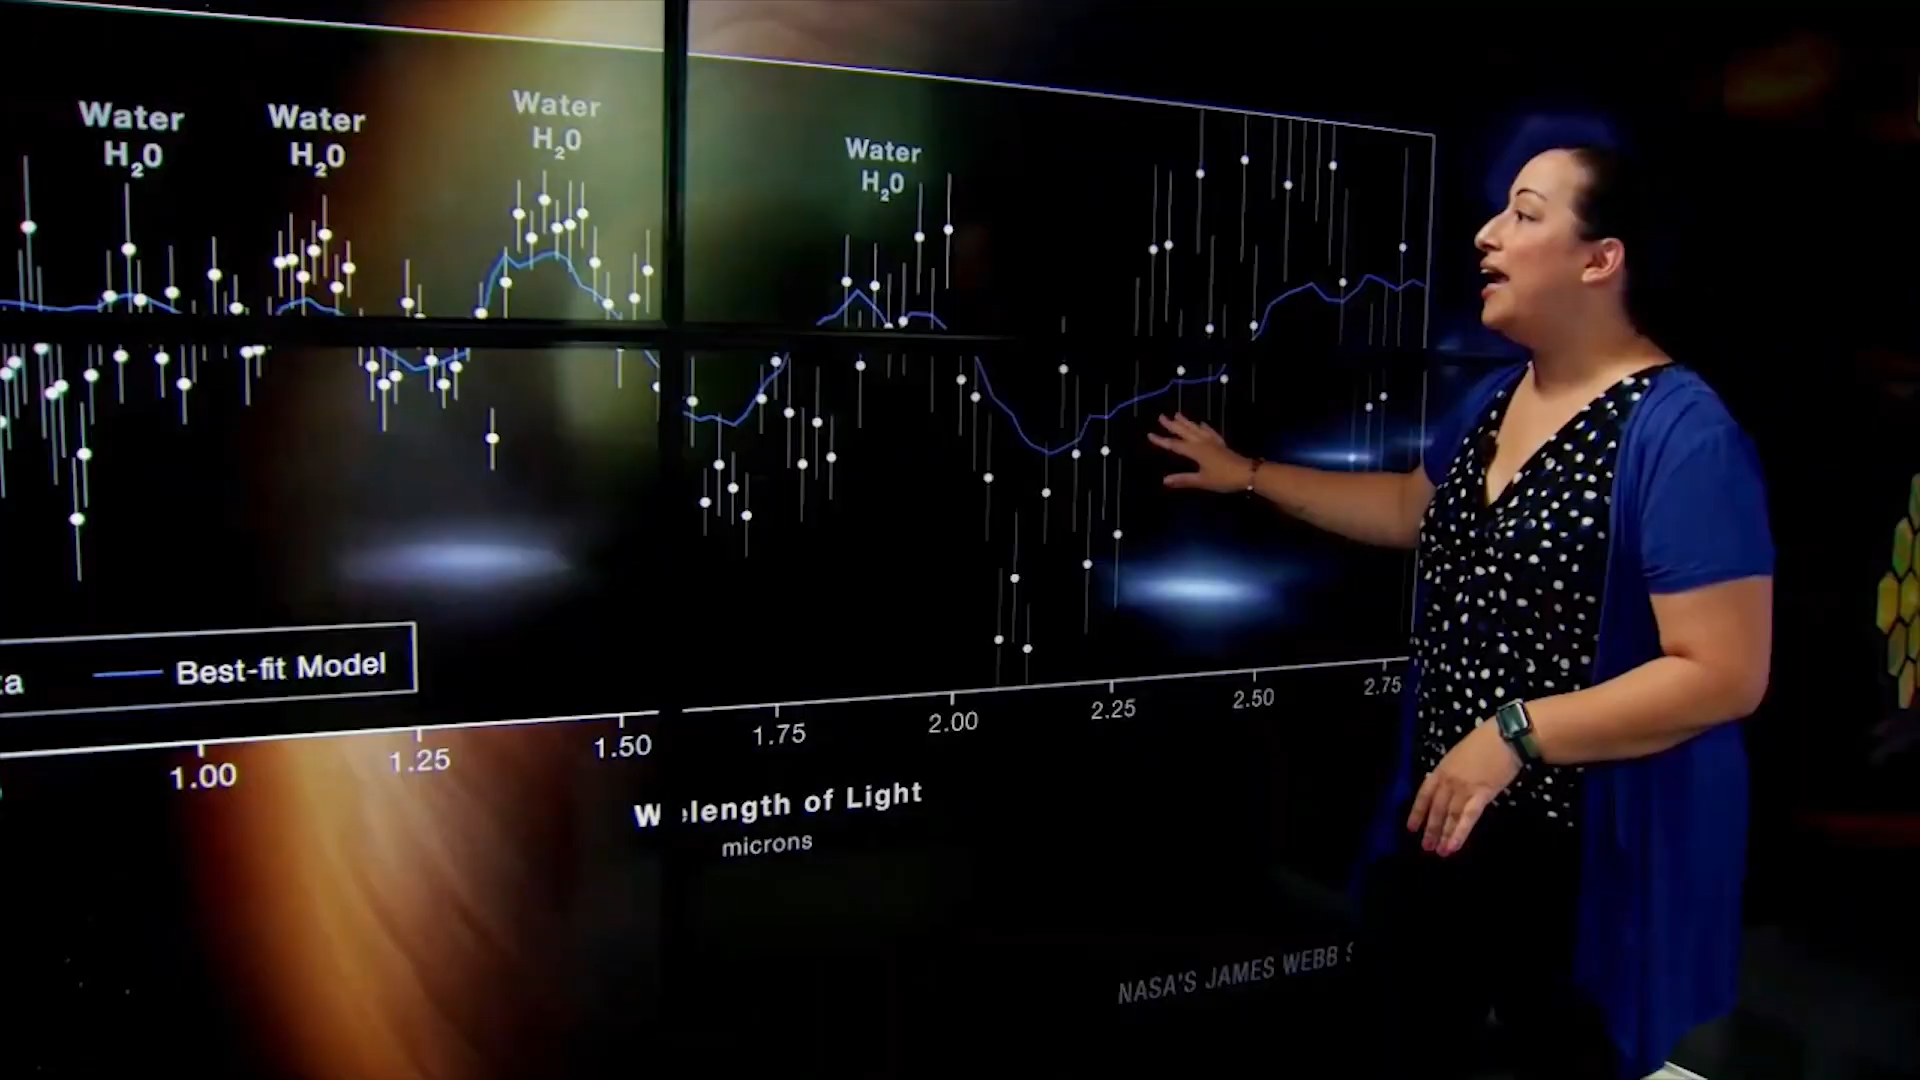 Water
H₂O
Water
H₂O
Water
H₂O
Water
H₂O
Best-fit Model
1.00
1.25
1.50
1.75
2.00
2.25
2.50
2.75
of Light
microns
NASA'S JAMES WEBB